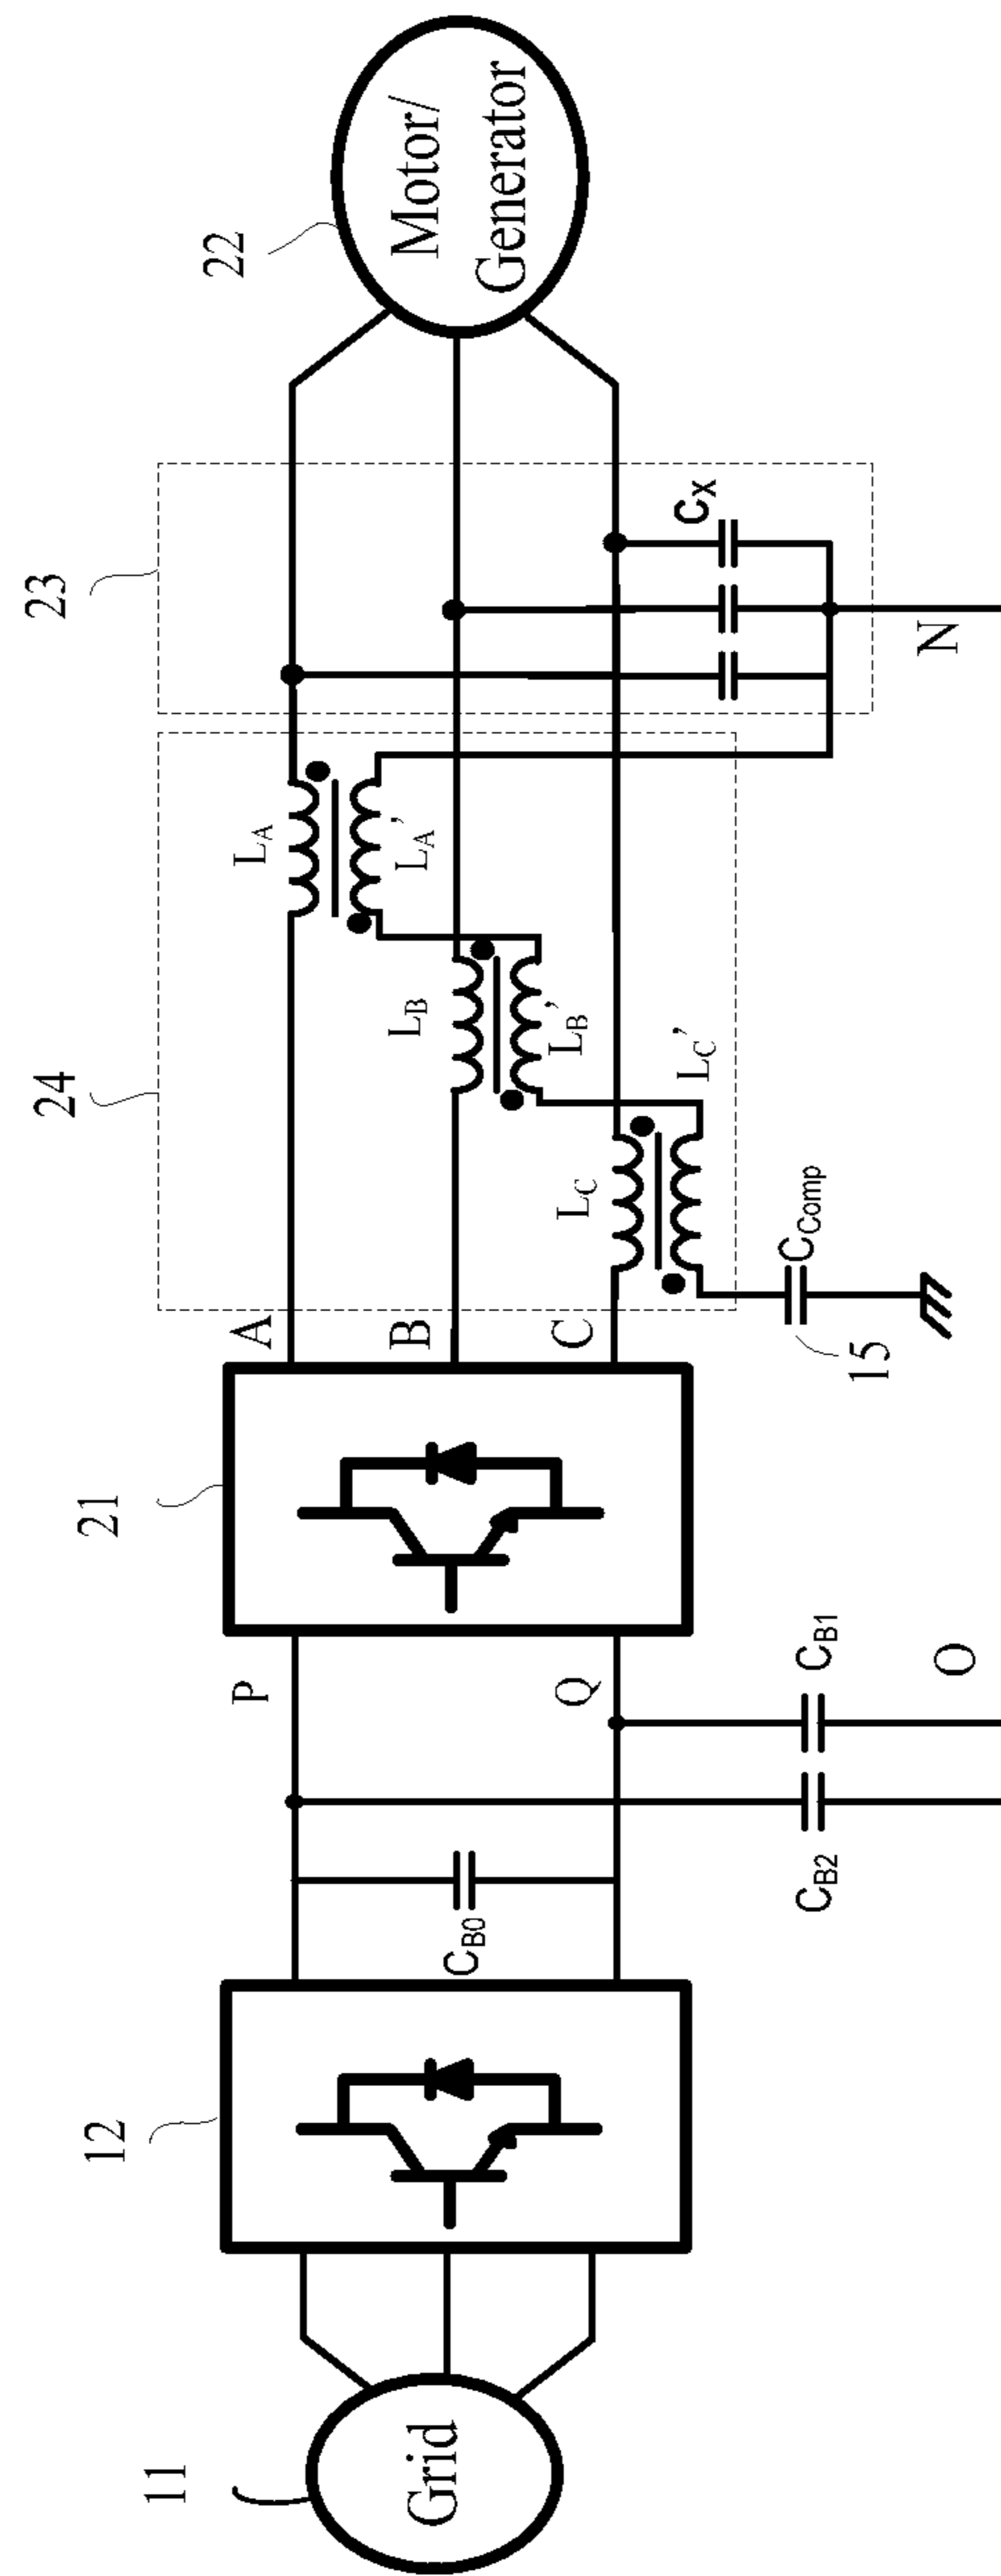 11
Grid
12
C_B0
C_B2
C_B1
O
P
Q
21
A
B
C
15
C_Comp
24
L_A
L_A'
L_B
L_B'
L_C
L_C'
23
C_X
N
22
Motor/
Generator